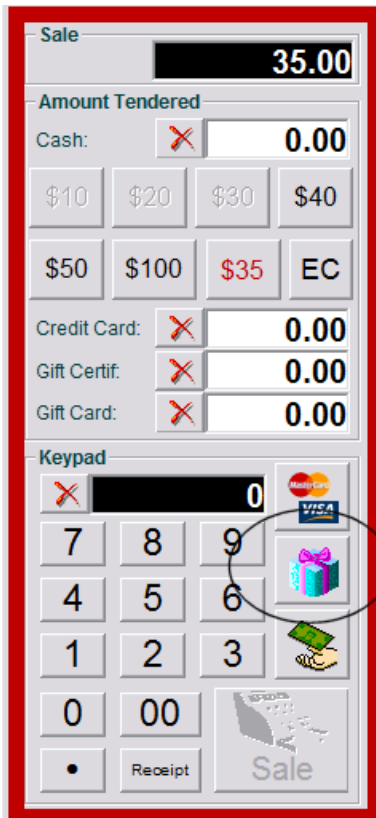 Sale
35.00
Amount Tendered
Cash: 0.00
$10 $20 $30 $40
$50 $100 $35 EC
Credit Card: 0.00
Gift Certif: 0.00
Gift Card: 0.00
Keypad
0
MasterCard
VISA
7 8 9
4 5 6
1 2 3
0 00
• Receipt Sale